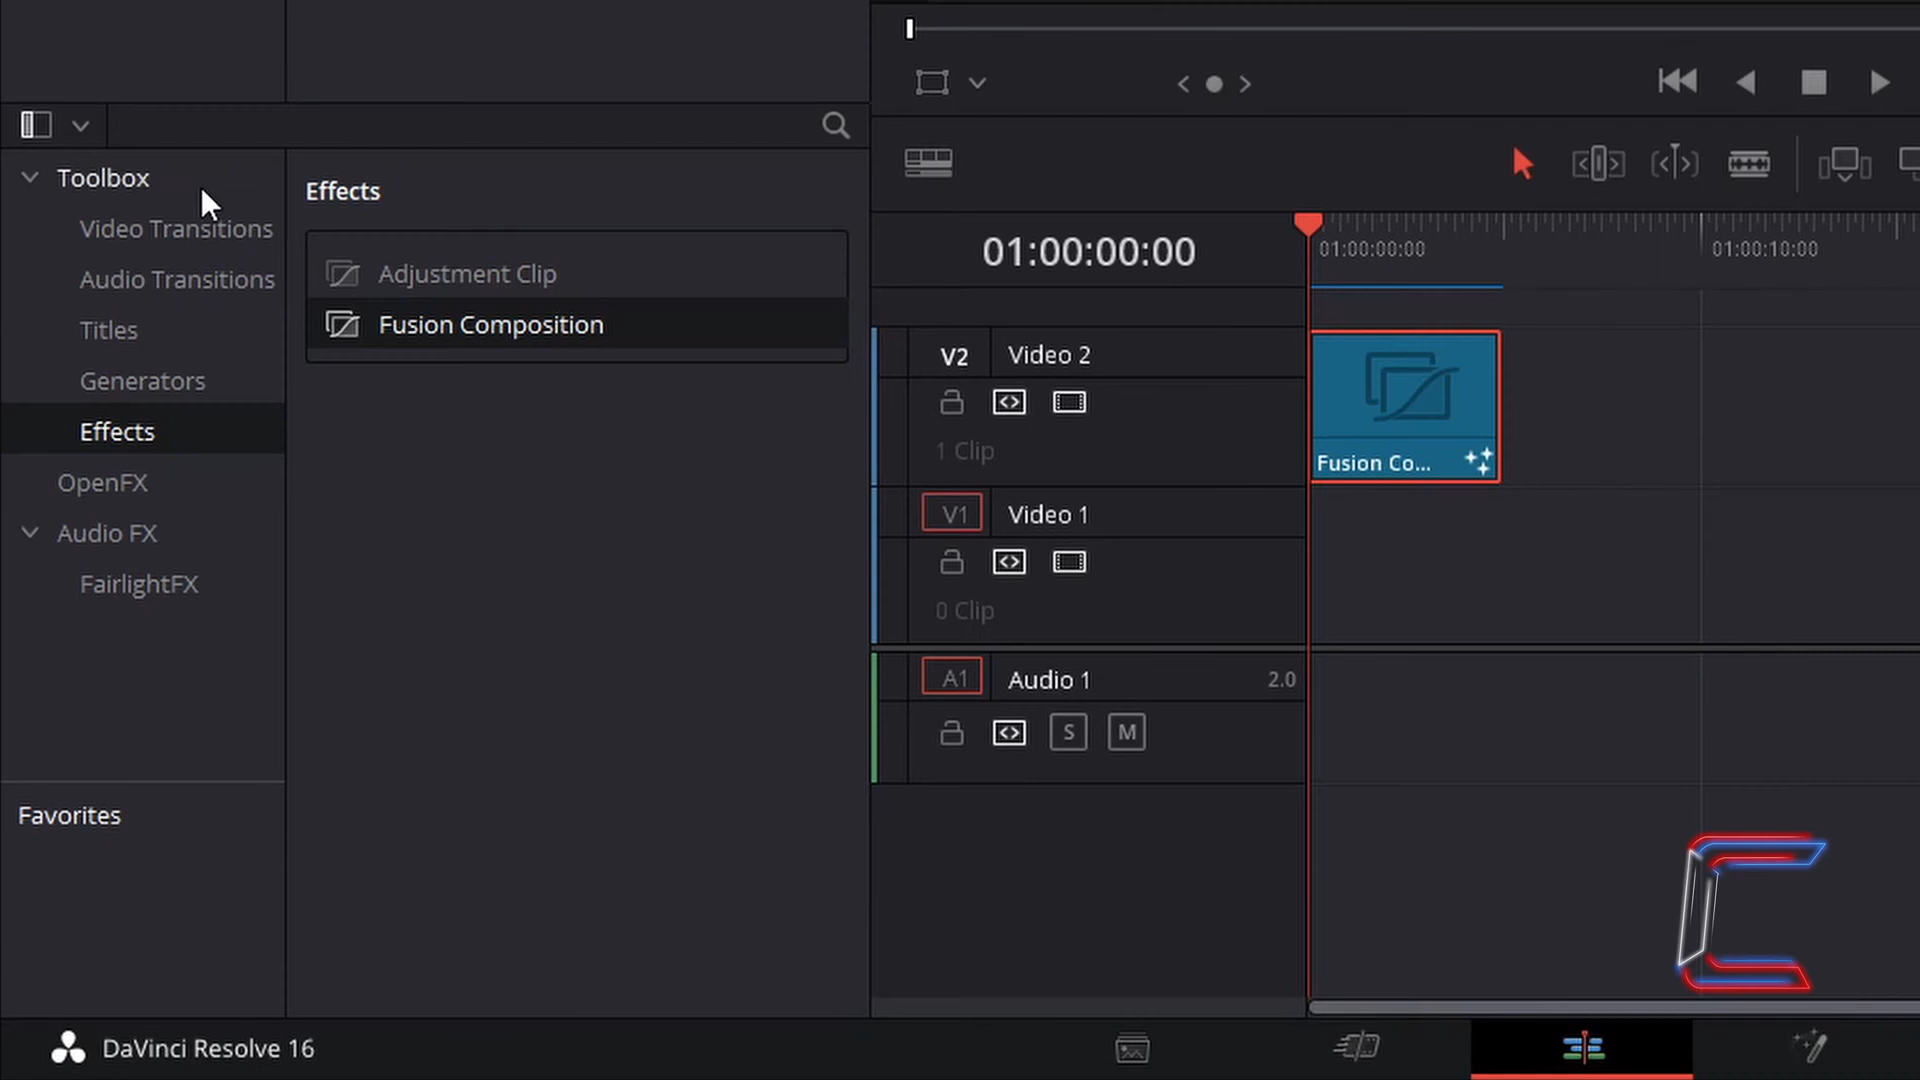 Toolbox
Video Transitions
Audio Transitions
Titles
Generators
Effects
OpenFX
Audio FX
FairlightFX
Favorites
Effects
Adjustment Clip
Fusion Composition
01:00:00:00
01:00:00:00
01:00:10:00
V2 Video 2
1 Clip
Fusion Co...
V1 Video 1
0 Clip
A1 Audio 1 2.0
S M
DaVinci Resolve 16